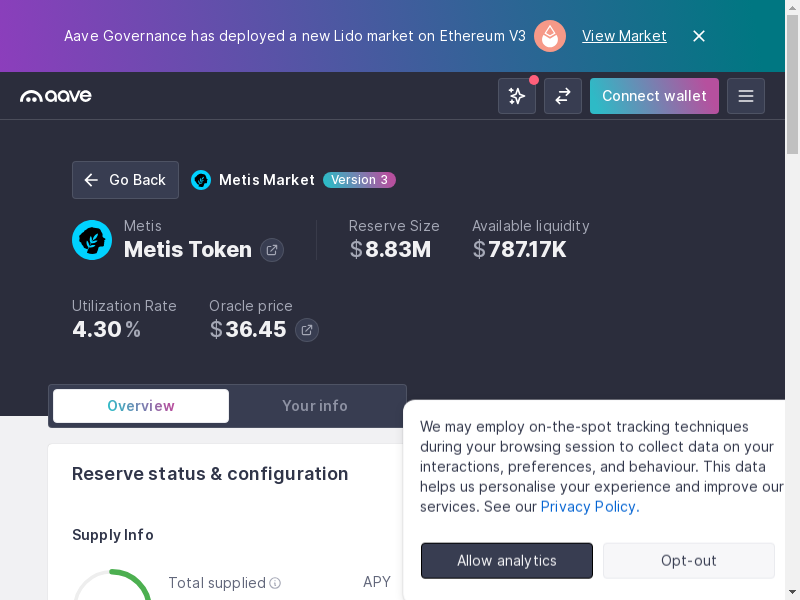 Aave Governance has deployed a new Lido market on Ethereum V3 View Market
aave
Connect wallet
Go Back
Metis Market
Version 3
Metis
Metis Token
Reserve Size
$8.83M
Available liquidity
$787.17K
Utilization Rate
4.30%
Oracle price
$36.45
Overview
Your info
Reserve status & configuration
Supply Info
Total supplied
APY
We may employ on-the-spot tracking techniques
during your browsing session to collect data on your
interactions, preferences, and behaviour. This data
helps us personalise your experience and improve our
services. See our Privacy Policy.
Allow analytics
Opt-out